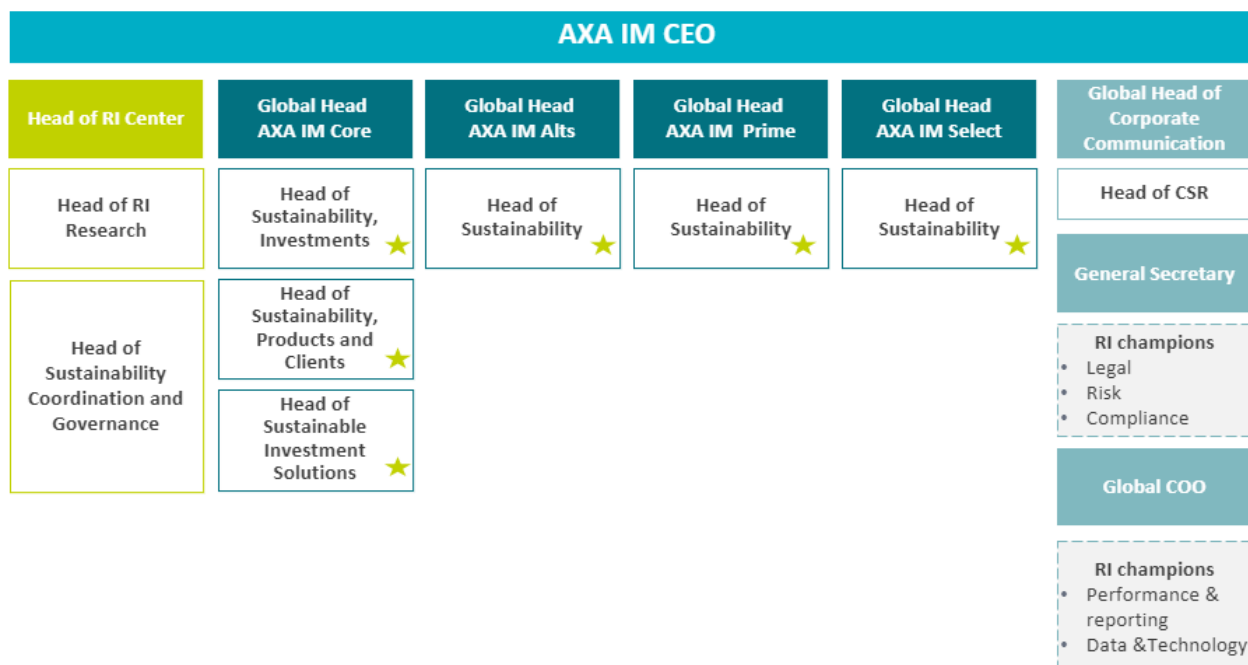 AXA IM CEO
Head of RI Center
Global Head
AXA IM Core
Global Head
AXA IM Alts
Global Head
AXA IM  Prime
Global Head
AXA IM Select
Global Head of
Corporate
Communication
Head of RI
Research
Head of
Sustainability,
Investments
Head of
Sustainability
Head of
Sustainability
Head of
Sustainability
Head of CSR
General Secretary
Head of
Sustainability
Coordination and
Governance
Head of
Sustainability,
Products and
Clients
Head of
Sustainable
Investment
Solutions
RI champions
• Legal
• Risk
• Compliance
Global COO
RI champions
• Performance &
reporting
• Data &Technology